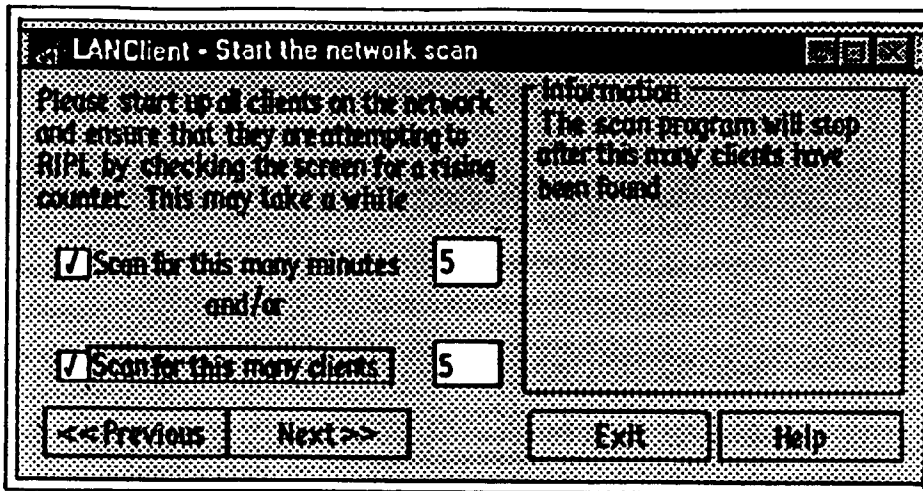 LANClient - Start the network scan
Please start up all clients on the network
and ensure that they are attempting to
RIPL by checking the screen for a rising
counter. This may take a while
Scan for this many minutes
5
and/or
Scan for this many clients
5
Information
The scan program will stop
after this many clients have
been found
<<Previous
Next>>
Exit
Help